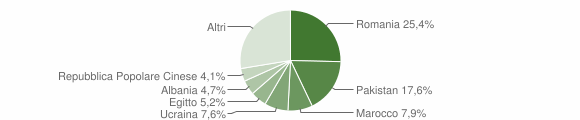 Altri
Romania 25,4%
Repubblica Popolare Cinese 4,1%
Albania 4,7%
Pakistan 17,6%
Egitto 5,2%
Ucraina 7,6%
Marocco 7,9%